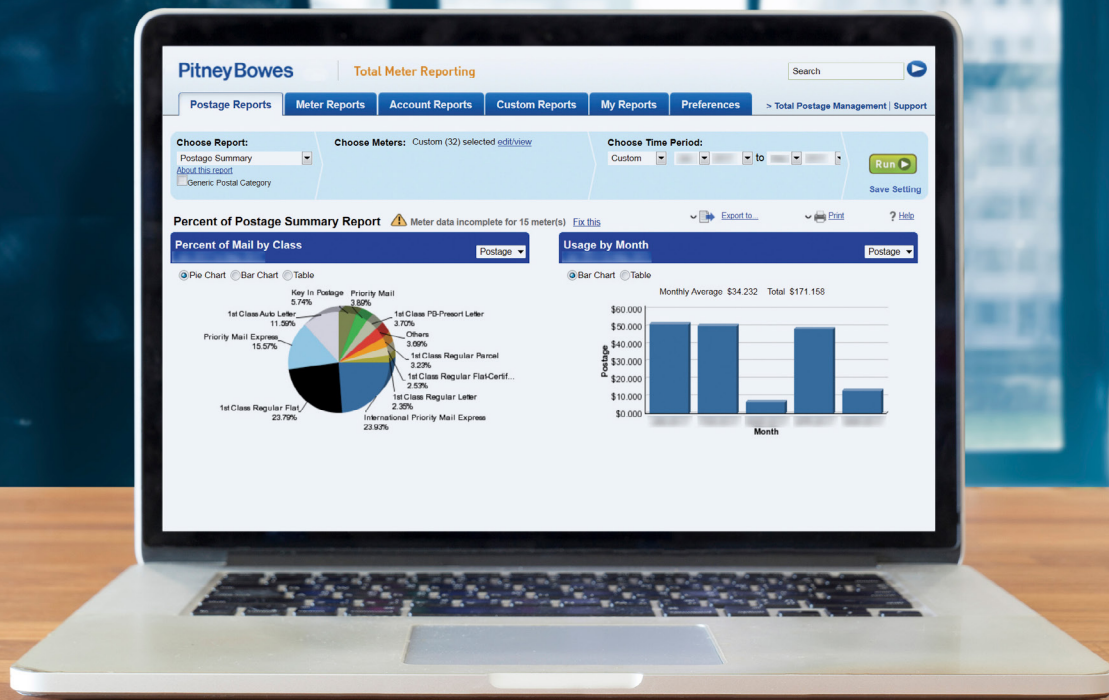 PitneyBowes
Total Meter Reporting
Search
Postage Reports
Meter Reports
Account Reports
Custom Reports
My Reports
Preferences
> Total Postage Management | Support
Choose Report:
Postage Summary
About this report
Generic Postal Category
Choose Meters: Custom (32) selected edit/view
Choose Time Period:
Custom
to
Run
Save Setting
Percent of Postage Summary Report
Meter data incomplete for 15 meter(s) Fix this
Export to...
Print
? Help
Percent of Mail by Class
Postage
Pie Chart Bar Chart Table
Key In Postage
5.74%
Priority Mail
3.89%
1st Class Auto Letter
11.59%
1st Class PB-Presort Letter
3.70%
Priority Mail Express
15.57%
Others
3.69%
1st Class Regular Parcel
3.23%
1st Class Regular Flat-Certif...
2.53%
1st Class Regular Letter
2.35%
1st Class Regular Flat
23.79%
International Priority Mail Express
23.93%
Usage by Month
Postage
Bar Chart Table
Monthly Average $34.232 Total $171.158
$60.000
$50.000
$40.000
$30.000
$20.000
$10.000
$0.000
Postage
Month